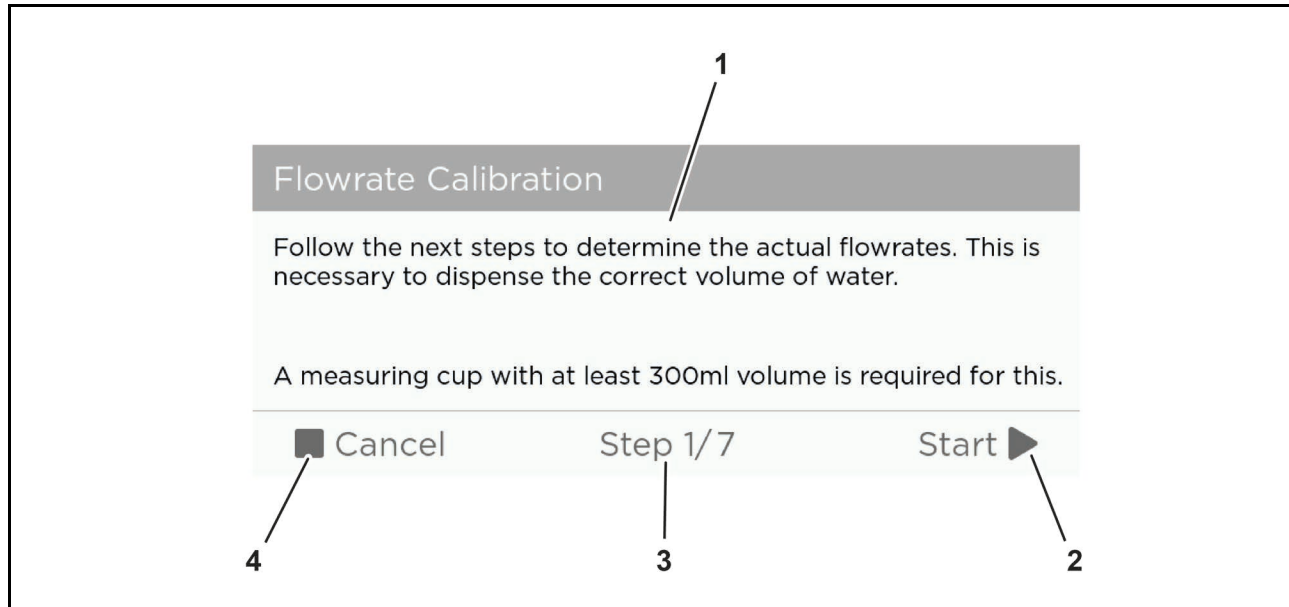 1
Flowrate Calibration
Follow the next steps to determine the actual flowrates. This is
necessary to dispense the correct volume of water.
A measuring cup with at least 300ml volume is required for this.
Cancel Step 1/7 Start
4 3 2